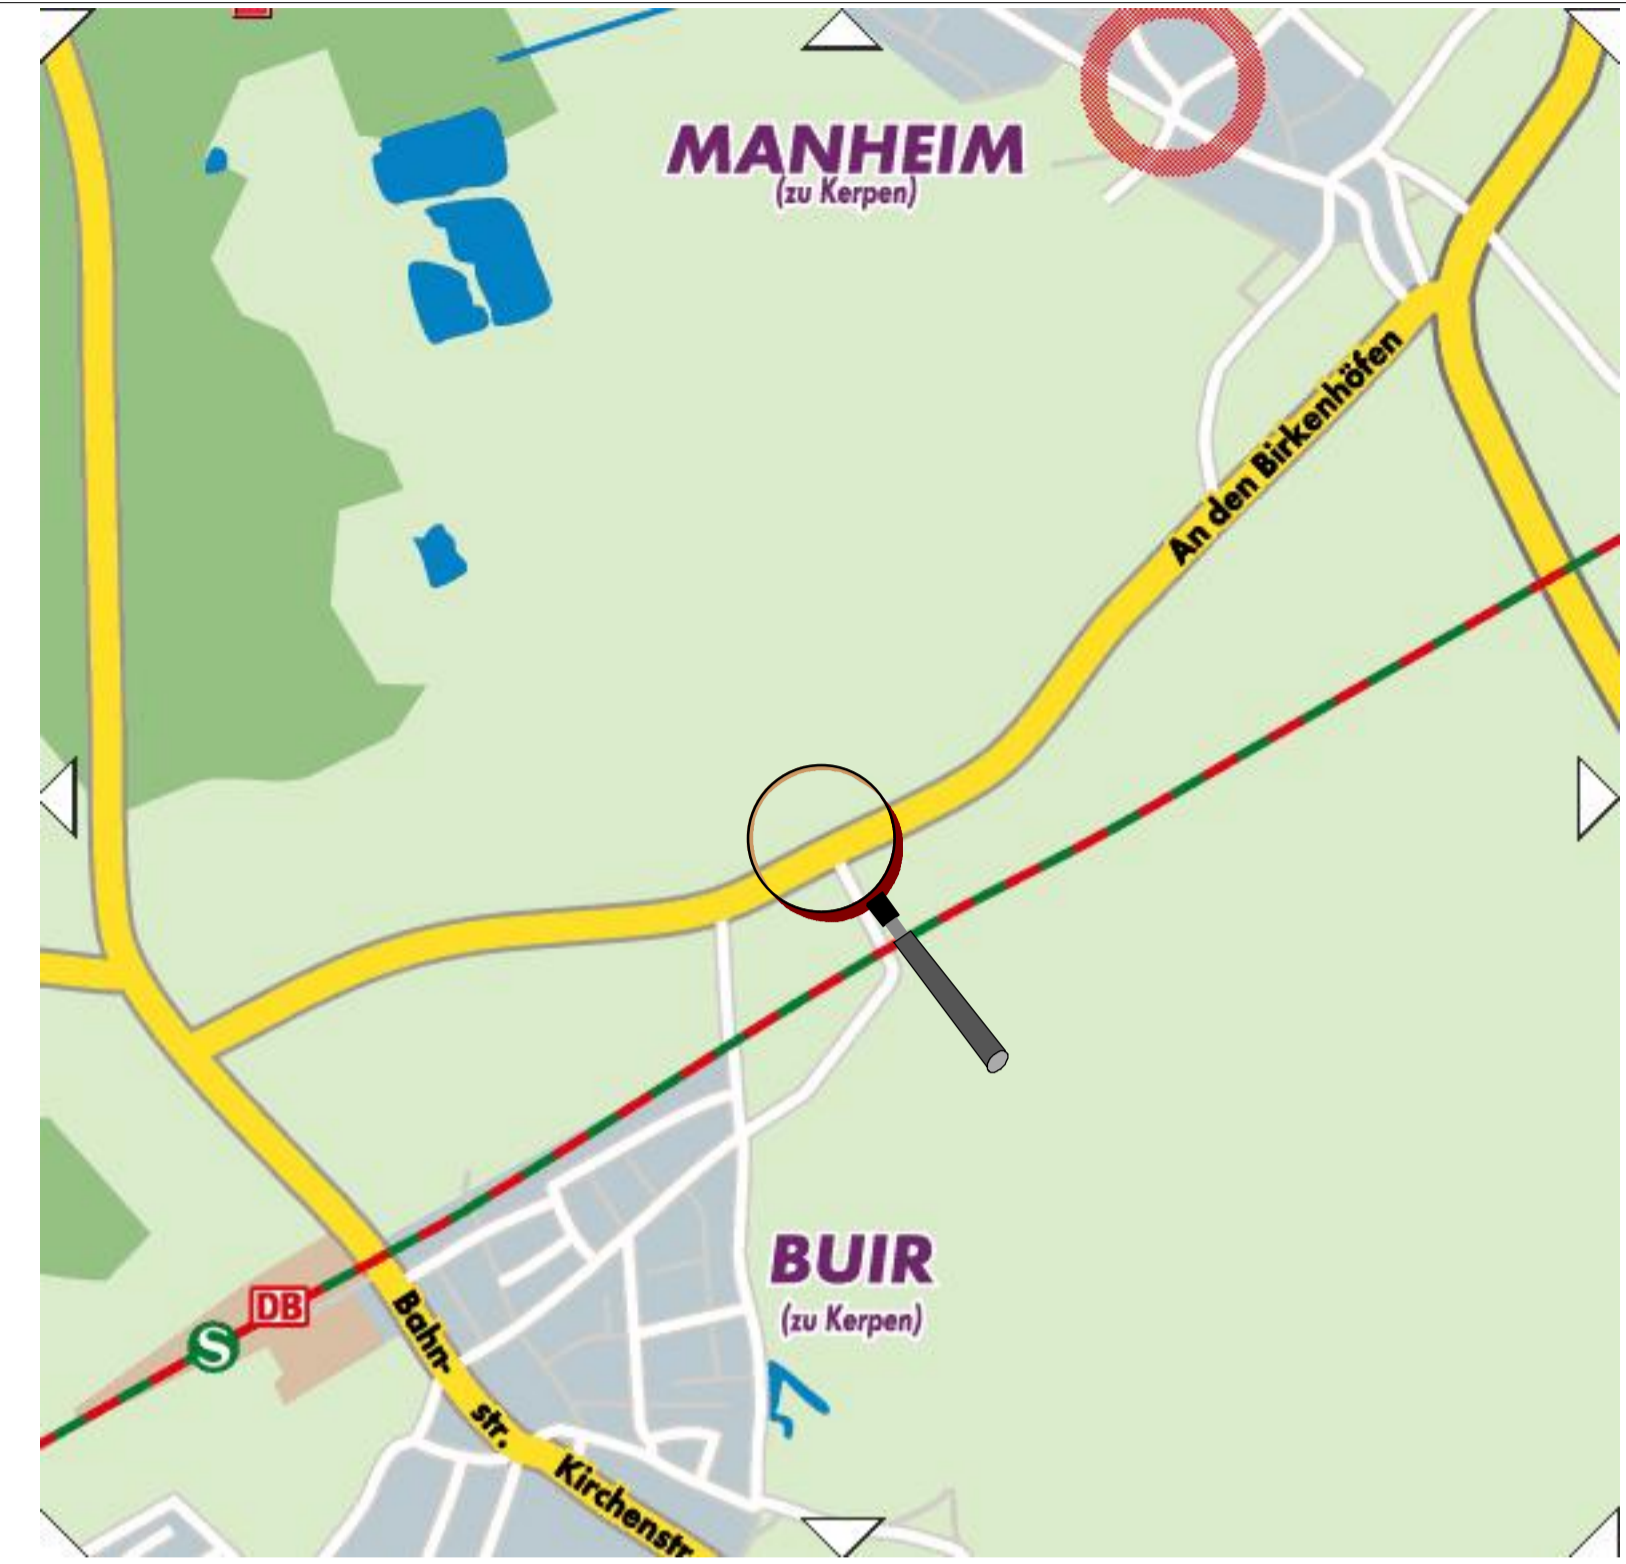 MANHEIM
(zu Kerpen)
An den Birkenhöfen
BUIR
(zu Kerpen)
DB
S
Bahn-
str.
Kirchenstr